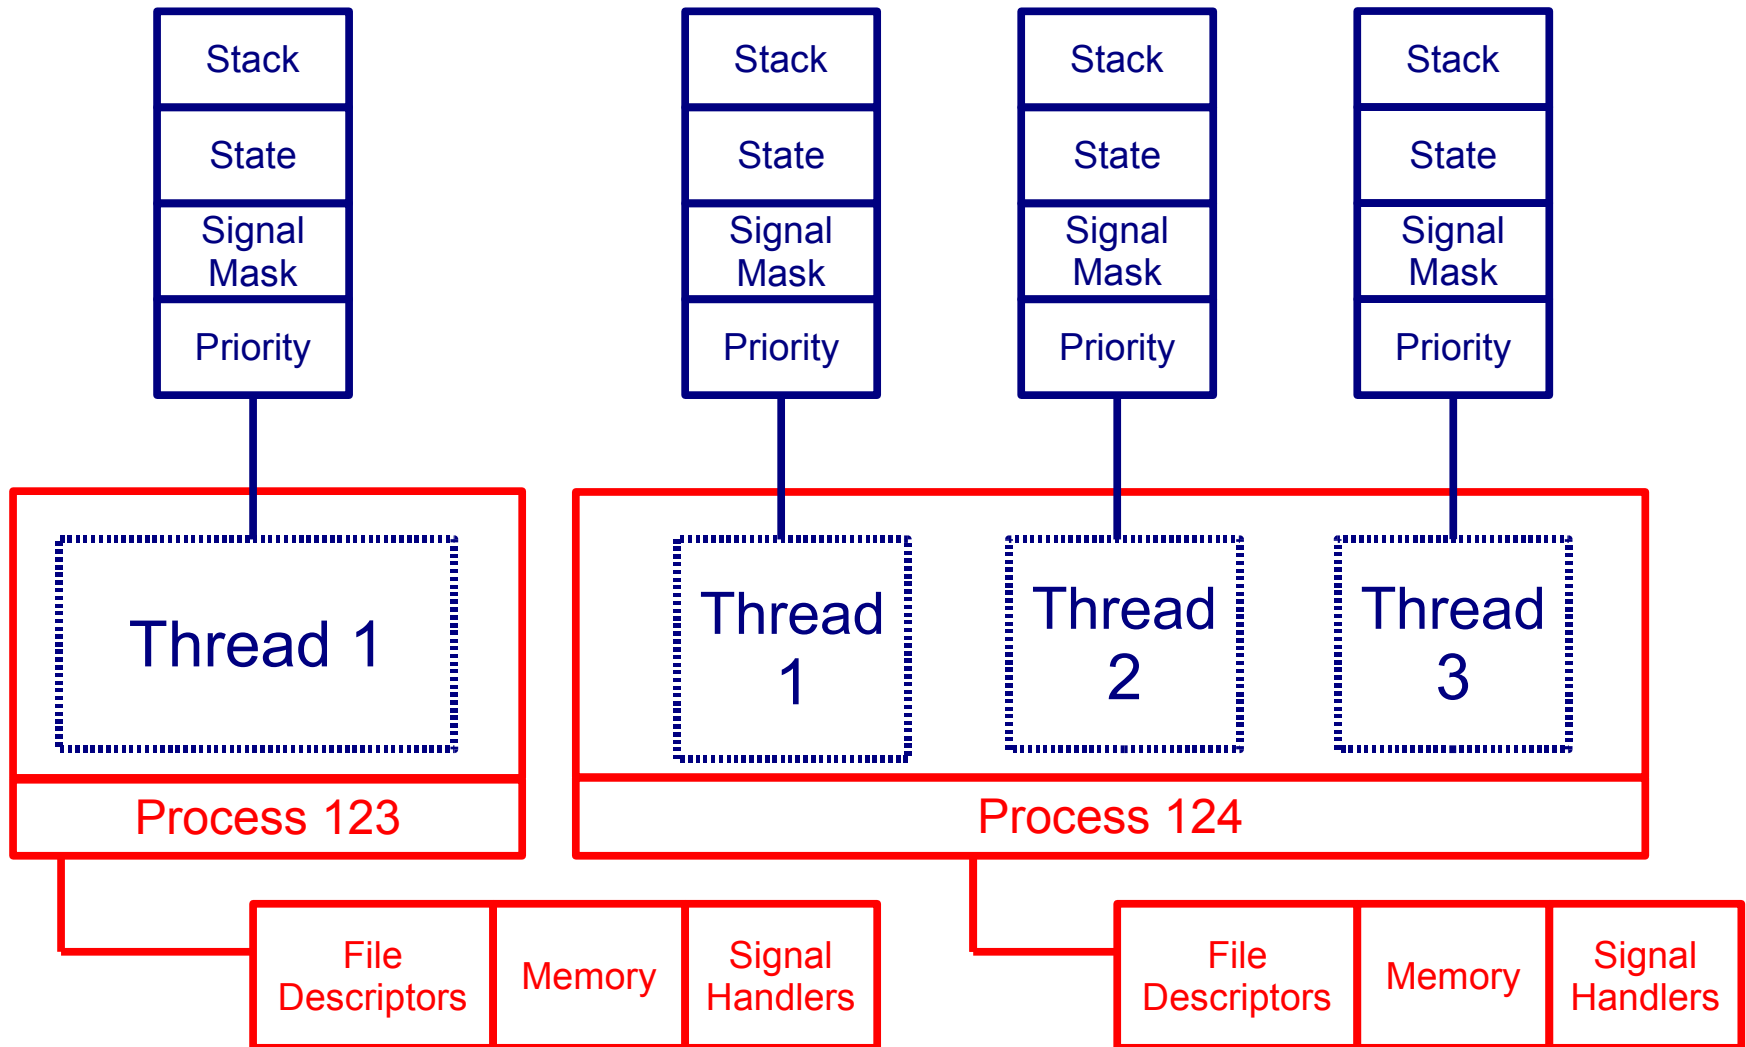 Stack
Stack
Stack
Stack
State
State
State
State
Signal
Mask
Signal
Mask
Signal
Mask
Signal
Mask
Priority
Priority
Priority
Priority
Thread 1
Thread
1
Thread
2
Thread
3
Process 123
Process 124
File
Descriptors
Memory
Signal
Handlers
File
Descriptors
Memory
Signal
Handlers